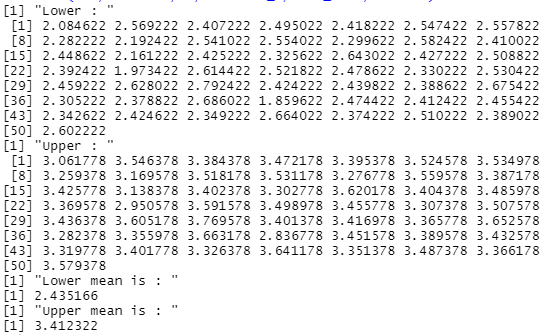 [1] "Lower : "
[1] 2.084622 2.569222 2.407222 2.495022 2.418222 2.547422 2.557822
[8] 2.282222 2.192422 2.541022 2.554022 2.299622 2.582422 2.410022
[15] 2.448622 2.161222 2.425222 2.325622 2.643022 2.427222 2.508822
[22] 2.392422 1.973422 2.614422 2.521822 2.478622 2.330222 2.530422
[29] 2.459222 2.628022 2.792422 2.424422 2.439822 2.388622 2.675422
[36] 2.305222 2.378822 2.686022 1.859622 2.474422 2.412422 2.455422
[43] 2.342622 2.424622 2.349222 2.664022 2.374222 2.510222 2.389022
[50] 2.602222
[1] "Upper : "
[1] 3.061778 3.546378 3.384378 3.472178 3.395378 3.524578 3.534978
[8] 3.259378 3.169578 3.518178 3.531178 3.276778 3.559578 3.387178
[15] 3.425778 3.138378 3.402378 3.302778 3.620178 3.404378 3.485978
[22] 3.369578 2.950578 3.591578 3.498978 3.455778 3.307378 3.507578
[29] 3.436378 3.605178 3.769578 3.401378 3.416978 3.365778 3.652578
[36] 3.282378 3.355978 3.663178 2.836778 3.451578 3.389578 3.432578
[43] 3.319778 3.401778 3.326378 3.641178 3.351378 3.487378 3.366178
[50] 3.579378
[1] "Lower mean is : "
[1] 2.435166
[1] "Upper mean is : "
[1] 3.412322